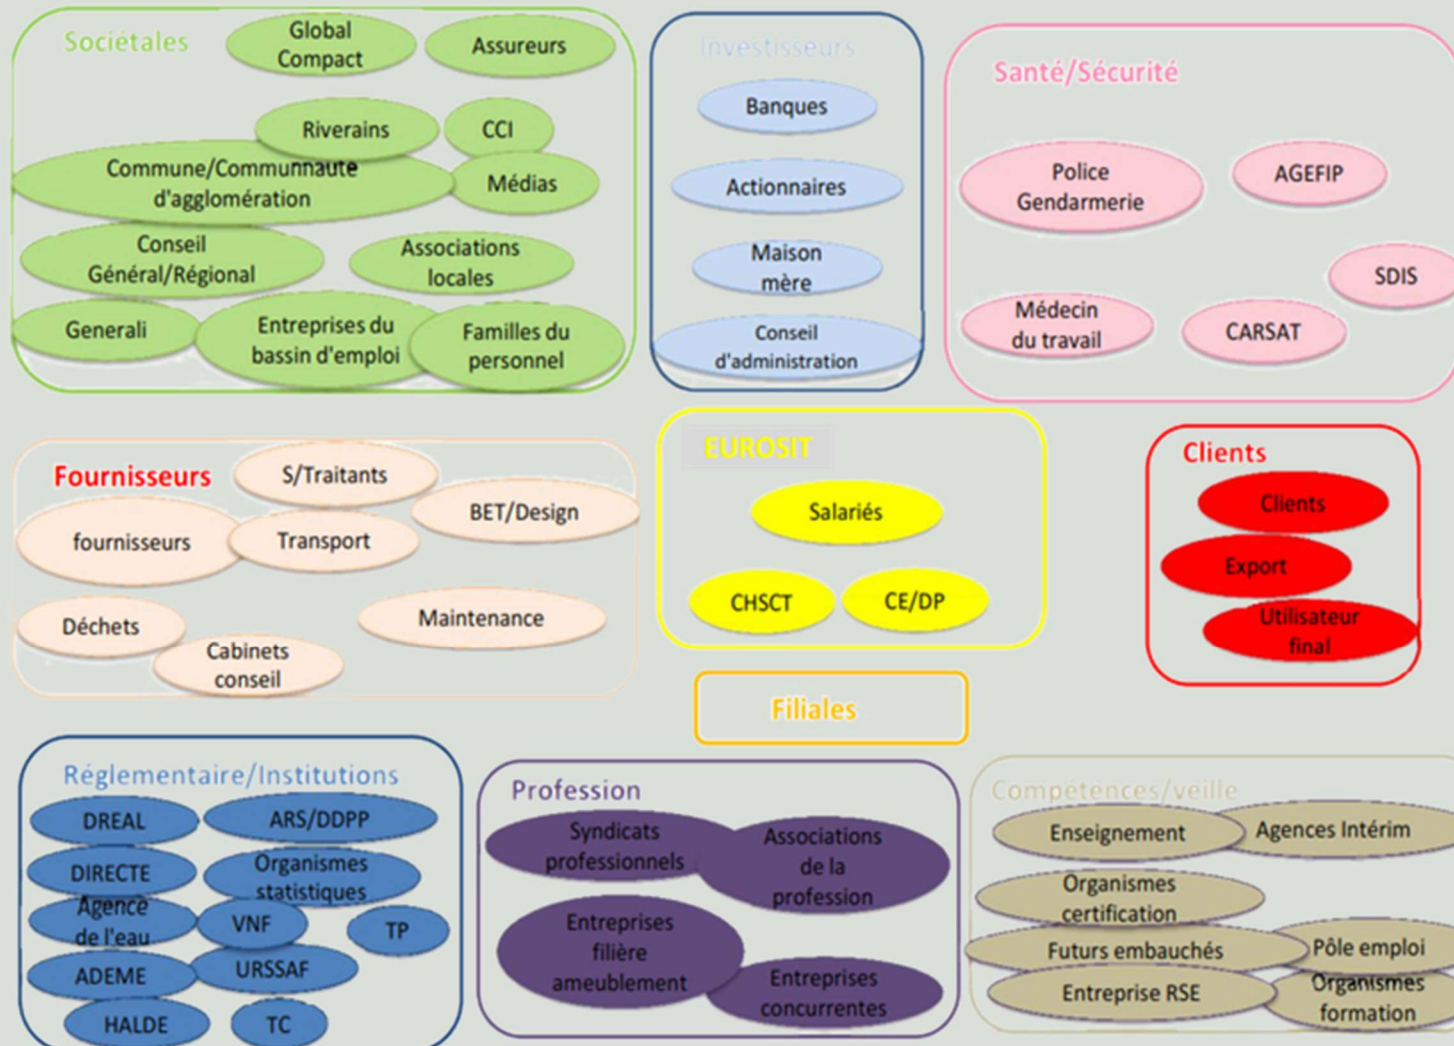 Sociétales
Global
Compact
Assureurs
Riverains
CCI
Commune/Communnauté
d'agglomération
Médias
Conseil
Général/Régional
Associations
locales
Generali
Entreprises du
bassin d'emploi
Familles du
personnel
Investisseurs
Banques
Actionnaires
Maison
mère
Conseil
d'administration
Santé/Sécurité
Police
Gendarmerie
AGEFIP
SDIS
Médecin
du travail
CARSAT
Fournisseurs
S/Traitants
BET/Design
fournisseurs
Transport
Déchets
Maintenance
Cabinets
conseil
EUROSIT
Salariés
CHSCT
CE/DP
Clients
Clients
Export
Utilisateur
final
Filiales
Réglementaire/Institutions
DREAL
ARS/DDPP
DIRECTE
Organismes
statistiques
Agence
de l'eau
VNF
TP
ADEME
URSSAF
HALDE
TC
Profession
Syndicats
professionnels
Associations
de la
profession
Entreprises
filière
ameublement
Entreprises
concurrentes
Compétences/veille
Enseignement
Agences Intérim
Organismes
certification
Futurs embauchés
Pôle emploi
Entreprise RSE
Organismes
formation